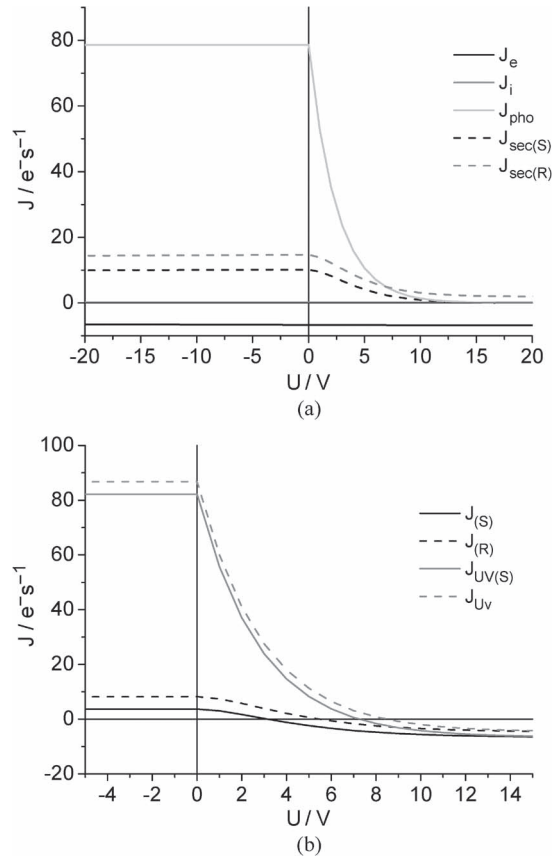 80
60
40
20
0
J / e⁻s⁻¹
J_e
J_i
J_pho
J_sec(S)
J_sec(R)
-20 -15 -10 -5 0 5 10 15 20
U / V
(a)
100
80
60
40
20
0
-20
J / e⁻s⁻¹
J_(S)
J_(R)
J_UV(S)
J_Uv
-4 -2 0 2 4 6 8 10 12 14
U / V
(b)